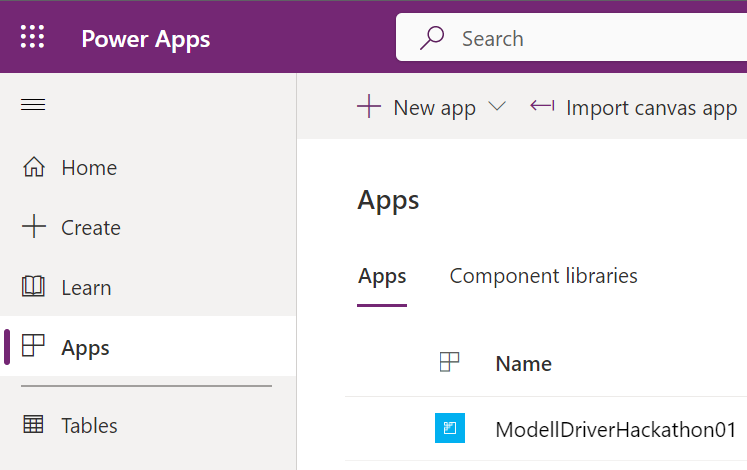 Power Apps
Search
New app
Import canvas app
Home
Create
Learn
Apps
Tables
Apps
Apps
Component libraries
Name
ModellDriverHackathon01